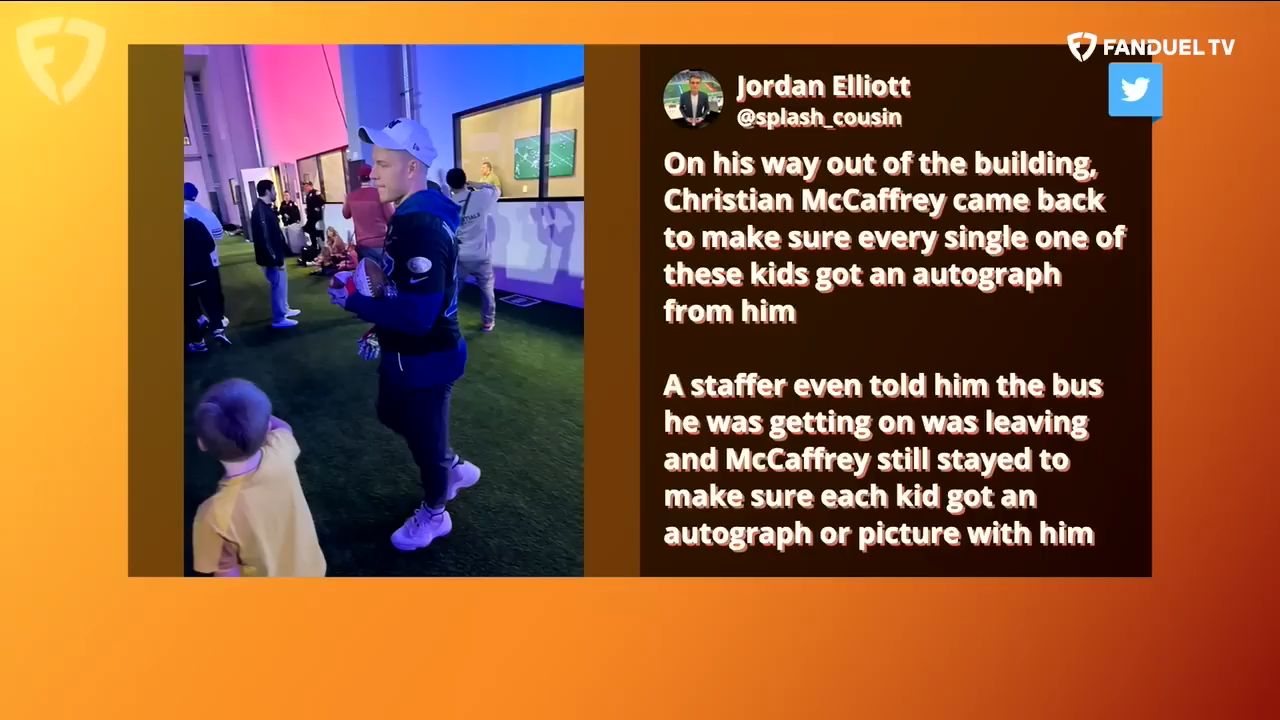 FANDUEL TV
Jordan Elliott
@splash_cousin
On his way out of the building,
Christian McCaffrey came back
to make sure every single one of
these kids got an autograph
from him
A staffer even told him the bus
he was getting on was leaving
and McCaffrey still stayed to
make sure each kid got an
autograph or picture with him